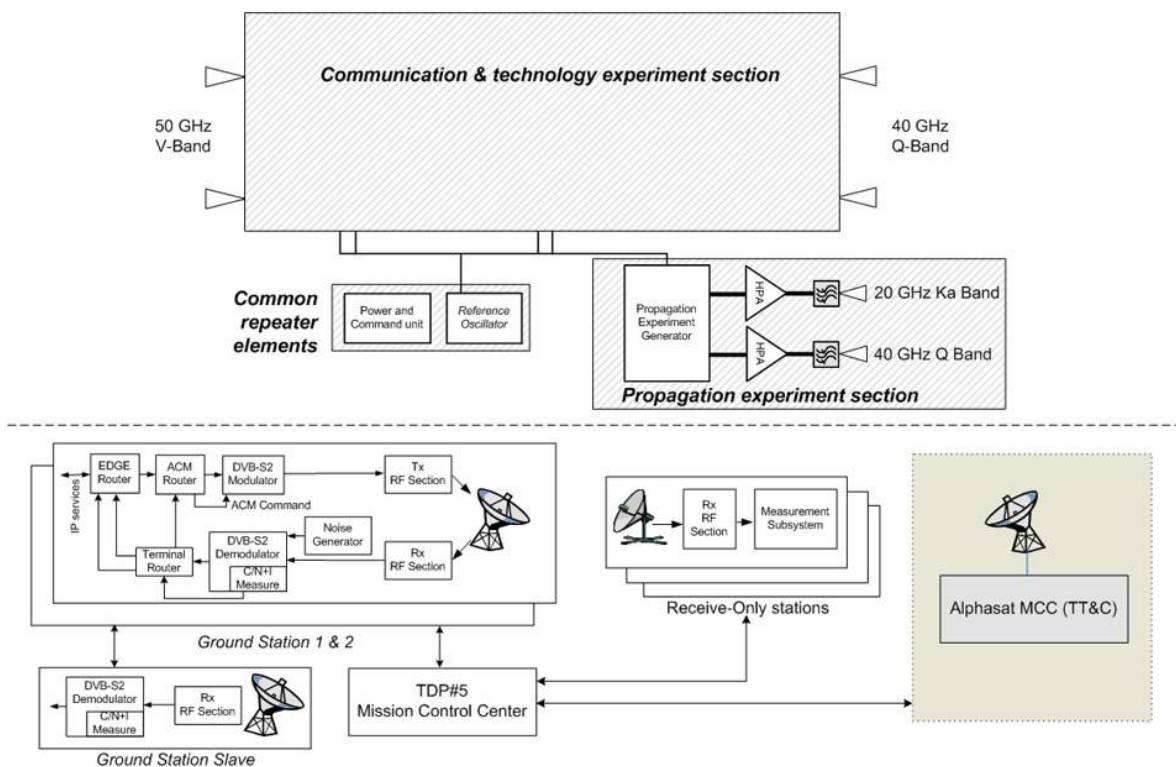 Communication & technology experiment section
50 GHz
V-Band
40 GHz
Q-Band
Common
repeater
elements
Power and
Command unit
Reference
Oscillator
Propagation
Experiment
Generator
HPA
20 GHz Ka Band
HPA
40 GHz Q Band
Propagation experiment section
IP services
EDGE
Router
ACM
Router
DVB-S2
Modulator
ACM Command
Tx
RF Section
Noise
Generator
Terminal
Router
DVB-S2
Demodulator
C/N+I
Measure
Rx
RF Section
Ground Station 1 & 2
Rx
RF
Section
Measurement
Subsystem
Receive-Only stations
Alphasat MCC (TT&C)
DVB-S2
Demodulator
C/N+I
Measure
Rx
RF Section
Ground Station Slave
TDP#5
Mission Control Center